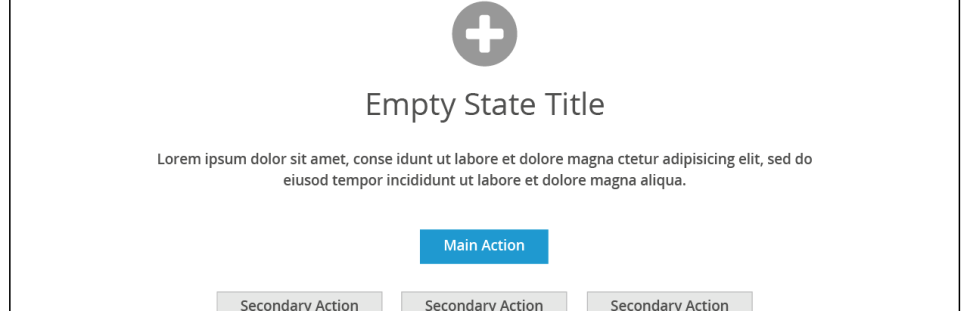 Empty State Title
Lorem ipsum dolor sit amet, conse idunt ut labore et dolore magna ctetur adipisicing elit, sed do
eiusod tempor incididunt ut labore et dolore magna aliqua.
Main Action
Secondary Action Secondary Action Secondary Action